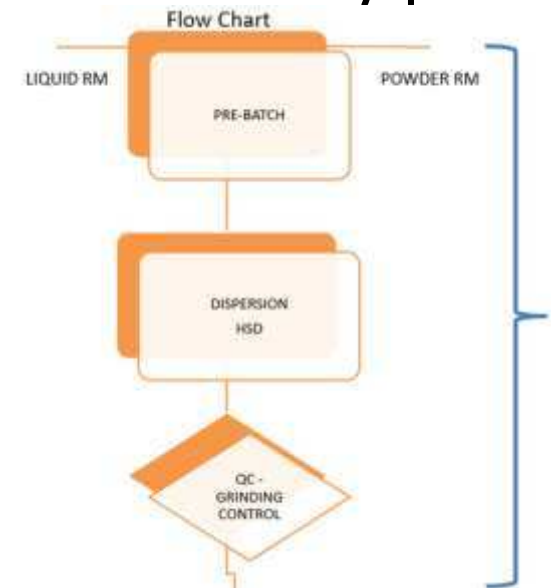 Flow Chart
LIQUID RM
POWDER RM
PRE-BATCH
DISPERSION
HSD
QC -
GRINDING
CONTROL